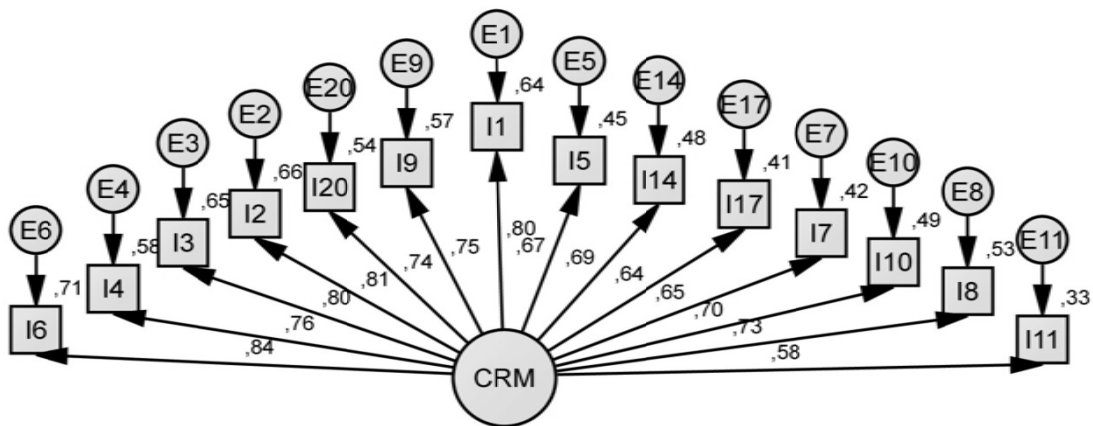 E1
E9
E5
E20
E14
E2
E17
E3
E7
E4
E10
E6
E8
E11
,64
,57
,45
,54
,48
,66
,41
,65
,42
,58
,49
,71
,53
,33
I1
I9
I5
I20
I14
I2
I17
I3
I7
I4
I10
I6
I8
I11
,80
,67
,75
,69
,74
,64
,81
,65
,80
,70
,76
,73
,84
,58
CRM